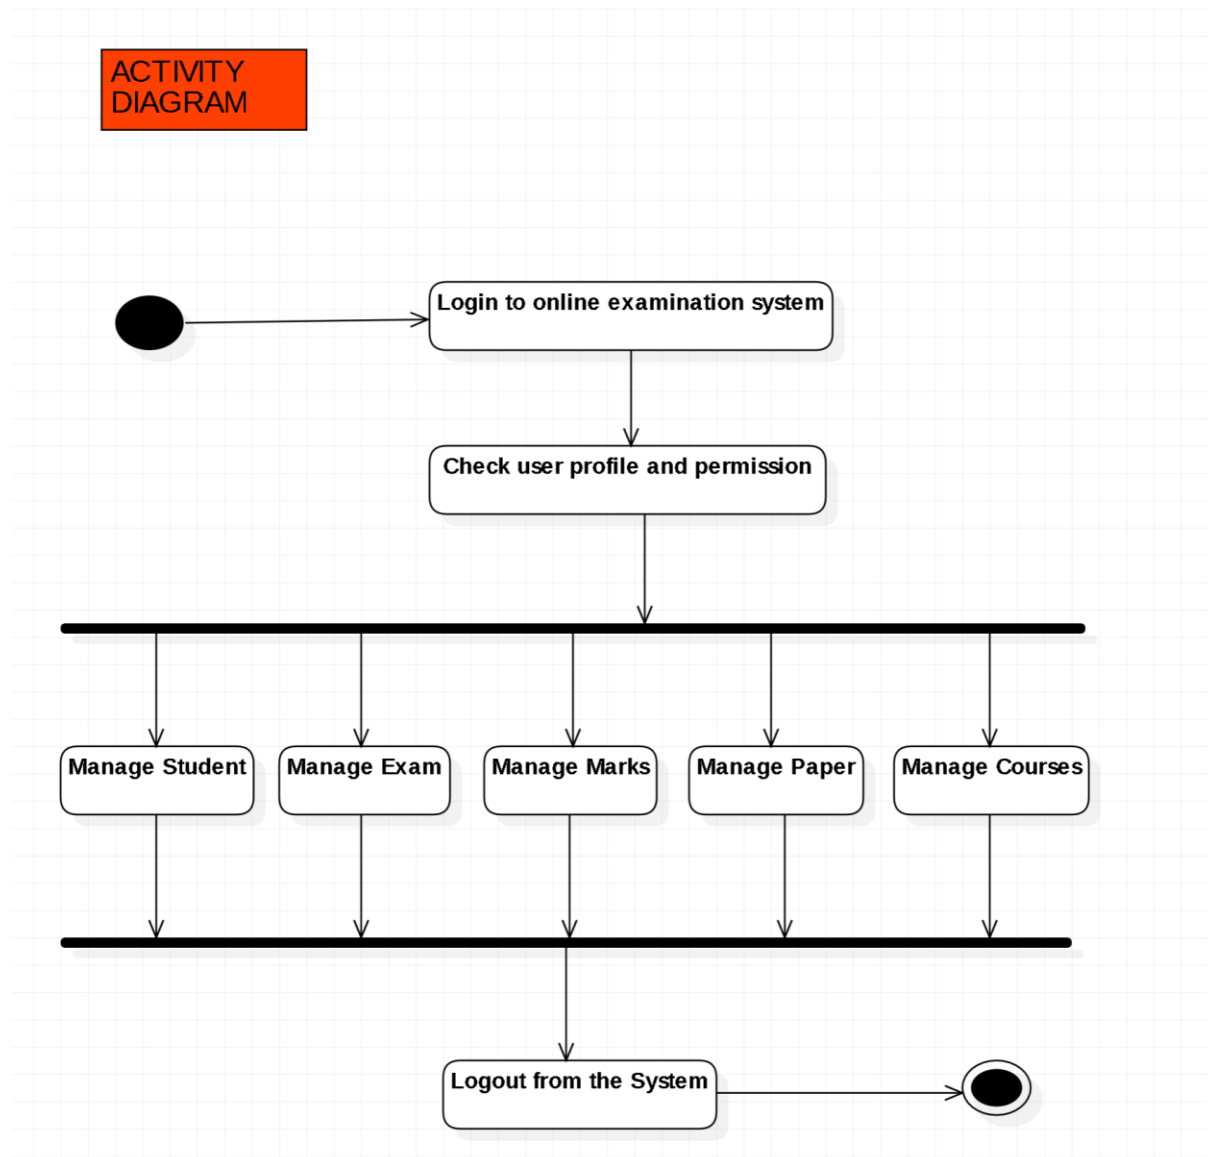 ACTIVITY
DIAGRAM
Login to online examination system
Check user profile and permission
Manage Student
Manage Exam
Manage Marks
Manage Paper
Manage Courses
Logout from the System